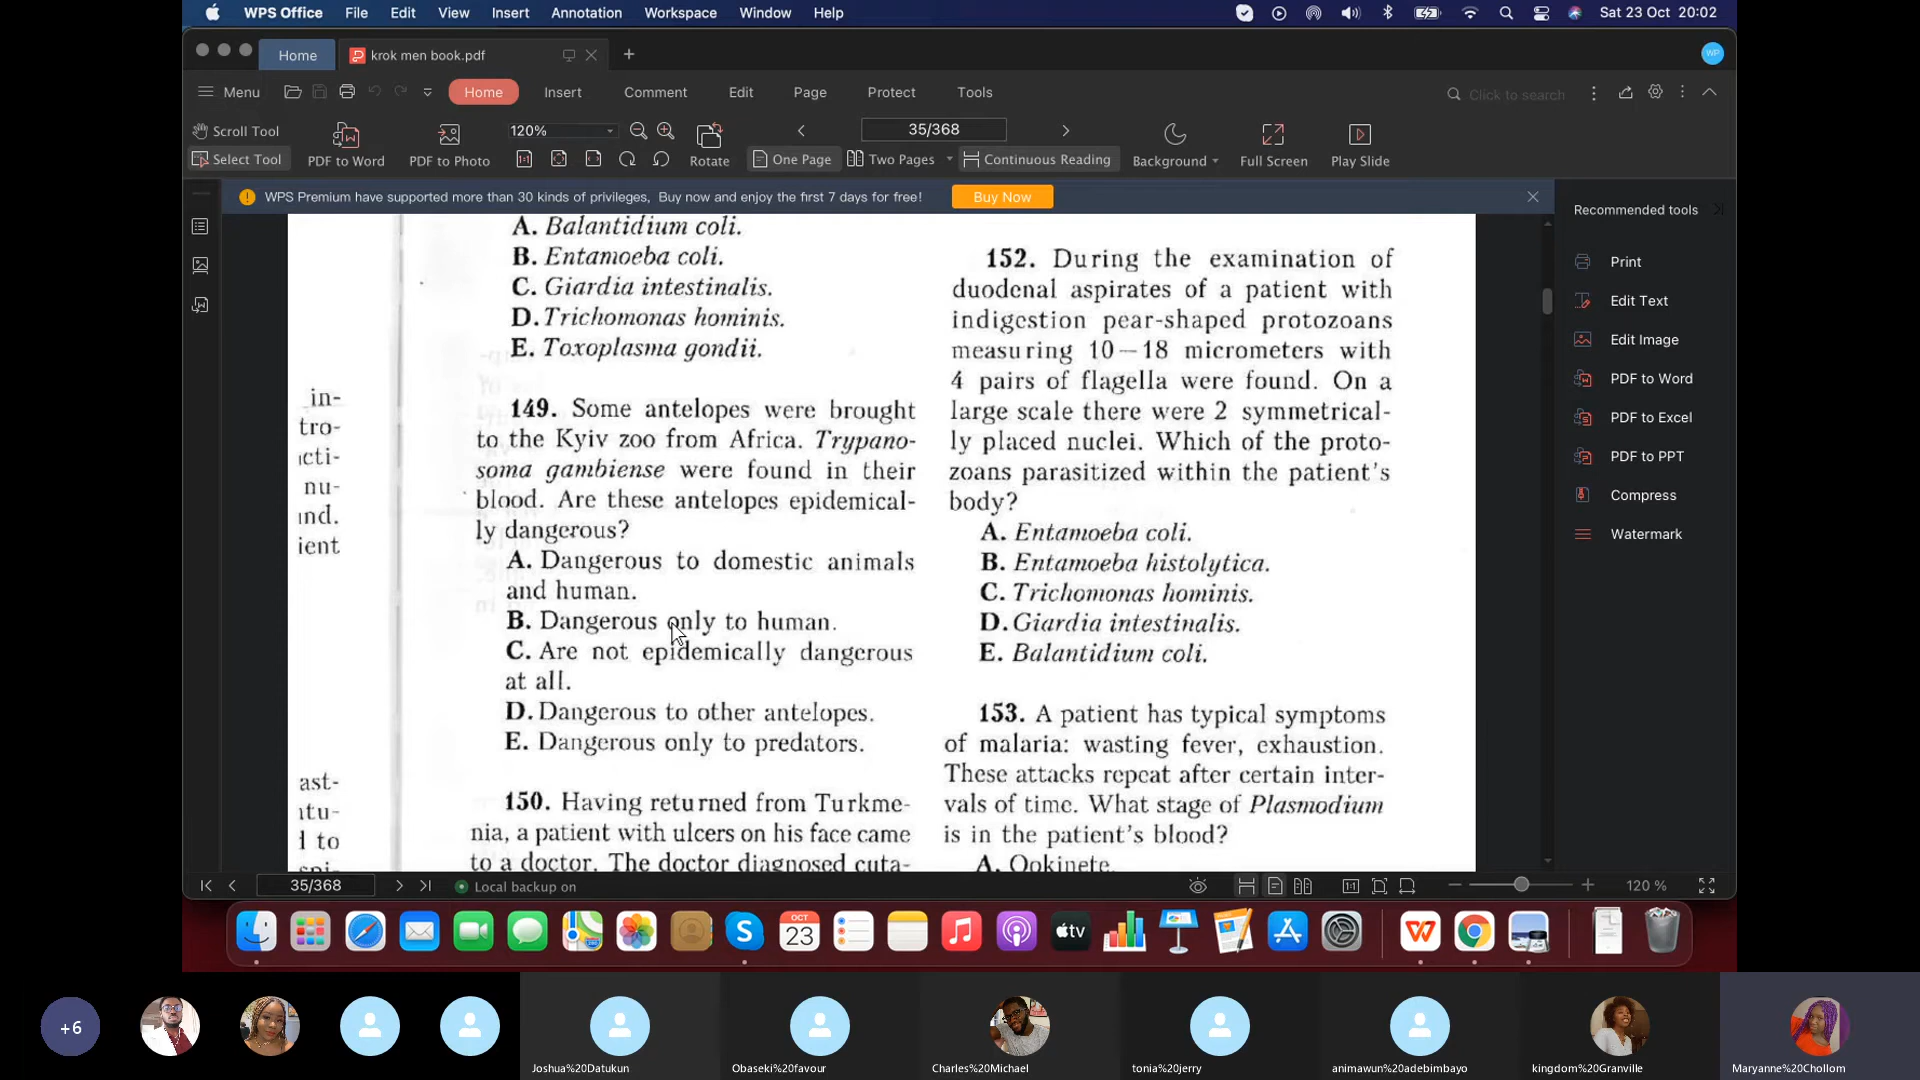 WPS Office File Edit View Insert Annotation Workspace Window Help Sat 23 Oct 20:02
Home krok men book.pdf WP
Menu Home Insert Comment Edit Page Protect Tools Click to search
Scroll Tool 120% 35/368
Select Tool PDF to Word PDF to Photo Rotate One Page Two Pages Continuous Reading Background Full Screen Play Slide
WPS Premium have supported more than 30 kinds of privileges, Buy now and enjoy the first 7 days for free! Buy Now
Recommended tools
Print
Edit Text
Edit Image
PDF to Word
PDF to Excel
PDF to PPT
Compress
Watermark
in-
tro-
acti-
nu-
and.
ient
ast-
atu-
d to
A. Balantidium coli.
B. Entamoeba coli.
C. Giardia intestinalis.
D. Trichomonas hominis.
E. Toxoplasma gondii.
149. Some antelopes were brought
to the Kyiv zoo from Africa. Trypano-
soma gambiense were found in their
blood. Are these antelopes epidemical-
ly dangerous?
A. Dangerous to domestic animals
and human.
B. Dangerous only to human.
C. Are not epidemically dangerous
at all.
D. Dangerous to other antelopes.
E. Dangerous only to predators.
150. Having returned from Turkme-
nia, a patient with ulcers on his face came
to a doctor. The doctor diagnosed cuta-
152. During the examination of
duodenal aspirates of a patient with
indigestion pear-shaped protozoans
measuring 10—18 micrometers with
4 pairs of flagella were found. On a
large scale there were 2 symmetrical-
ly placed nuclei. Which of the proto-
zoans parasitized within the patient's
body?
A. Entamoeba coli.
B. Entamoeba histolytica.
C. Trichomonas hominis.
D. Giardia intestinalis.
E. Balantidium coli.
153. A patient has typical symptoms
of malaria: wasting fever, exhaustion.
These attacks repeat after certain inter-
vals of time. What stage of Plasmodium
is in the patient's blood?
A. Ookinete.
35/368 Local backup on 120 %
OCT
23
tv
+6
Joshua%20Datukun
Obaseki%20favour
Charles%20Michael
tonia%20jerry
animawun%20adebimbayo
kingdom%20Granville
Maryanne%20Chollom